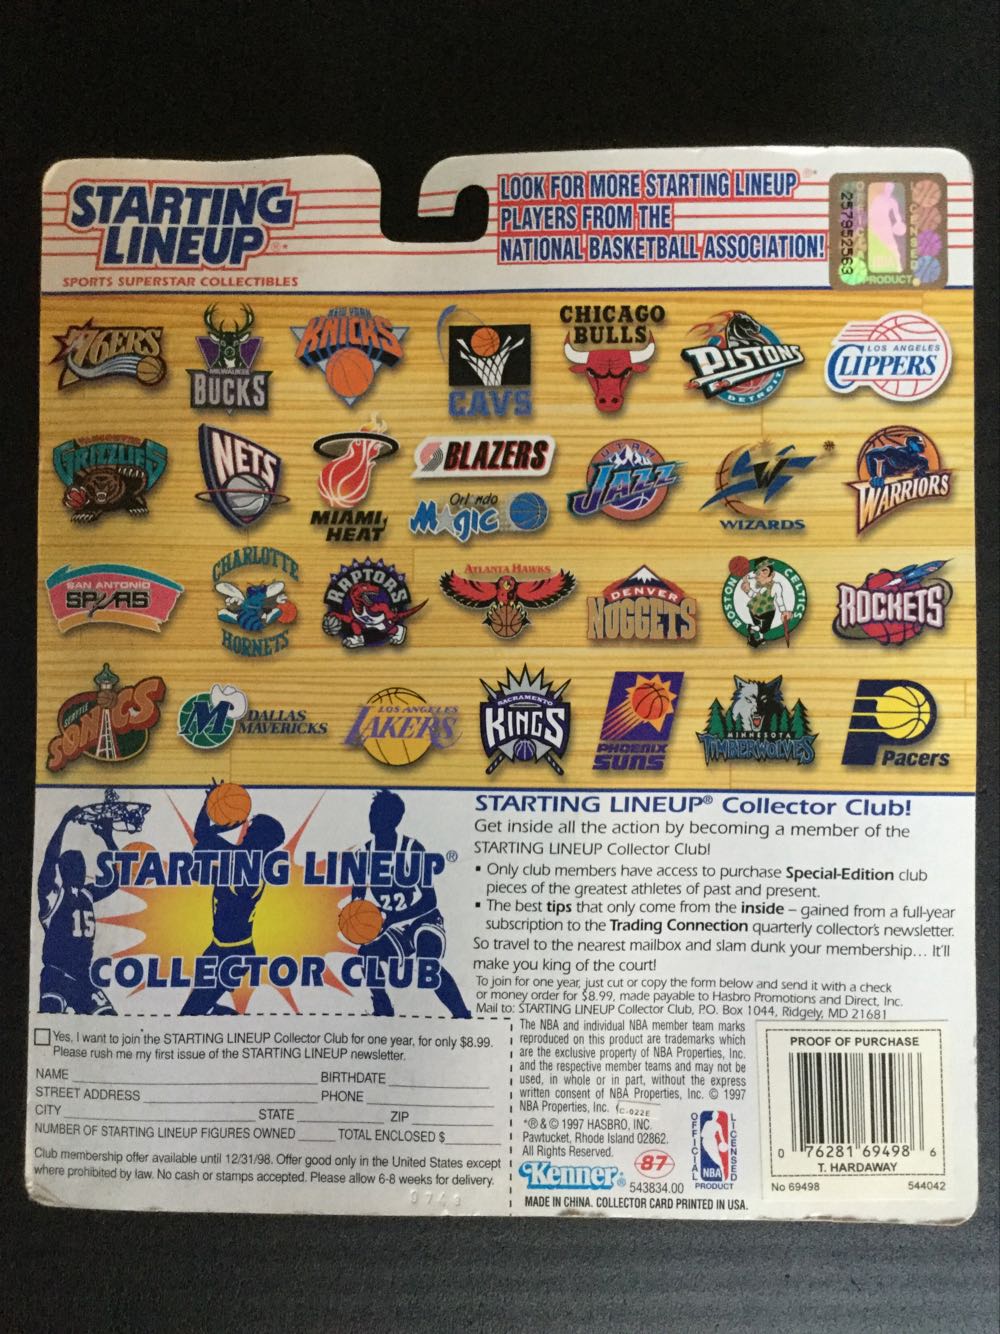 STARTING
LINEUP®*
SPORTS SUPERSTAR COLLECTIBLES
LOOK FOR MORE STARTING LINEUP®*
PLAYERS FROM THE
NATIONAL BASKETBALL ASSOCIATION!
257952563
PRODUCT
76ERS
MILWAUKEE
BUCKS
NEW YORK
KNICKS
CAVS
CHICAGO
BULLS
PISTONS
DETROIT
LOS ANGELES
CLIPPERS
VANCOUVER
GRIZZLIES
NETS
MIAMI
HEAT
BLAZERS
Orlando
Magic
UTAH
JAZZ
WIZARDS
WARRIORS
SAN ANTONIO
SPURS
CHARLOTTE
HORNETS
RAPTORS
ATLANTA HAWKS
DENVER
NUGGETS
BOSTON
CELTICS
ROCKETS
SEATTLE
SONICS
M
DALLAS
MAVERICKS
LOS ANGELES
LAKERS
SACRAMENTO
KINGS
PHOENIX
SUNS
MINNESOTA
TIMBERWOLVES
Pacers
STARTING LINEUP®
15
22
COLLECTOR CLUB
STARTING LINEUP® Collector Club!
Get inside all the action by becoming a member of the
STARTING LINEUP Collector Club!
▪ Only club members have access to purchase Special-Edition club
pieces of the greatest athletes of past and present.
▪ The best tips that only come from the inside – gained from a full-year
subscription to the Trading Connection quarterly collector's newsletter.
So travel to the nearest mailbox and slam dunk your membership... It'll
make you king of the court!
To join for one year, just cut or copy the form below and send it with a check
or money order for $8.99, made payable to Hasbro Promotions and Direct, Inc.
Mail to: STARTING LINEUP Collector Club, P.O. Box 1044, Ridgely, MD 21681
Yes, I want to join the STARTING LINEUP Collector Club for one year, for only $8.99.
Please rush me my first issue of the STARTING LINEUP newsletter.
NAME BIRTHDATE
STREET ADDRESS PHONE
CITY STATE ZIP
NUMBER OF STARTING LINEUP FIGURES OWNED TOTAL ENCLOSED $
Club membership offer available until 12/31/98. Offer good only in the United States except
where prohibited by law. No cash or stamps accepted. Please allow 6-8 weeks for delivery.
The NBA and individual NBA member team marks
reproduced on this product are trademarks which
are the exclusive property of NBA Properties, Inc.
and the respective member teams and may not be
used, in whole or in part, without the express
written consent of NBA Properties, Inc. © 1997
NBA Properties, Inc.
C-022E
*® & © 1997 HASBRO, INC.
Pawtucket, Rhode Island 02862.
All Rights Reserved.
Kenner®
87
543834.00
MADE IN CHINA. COLLECTOR CARD PRINTED IN USA.
OFFICIAL
LICENSED
NBA
PRODUCT
PROOF OF PURCHASE
0 76281 69498 6
T. HARDAWAY
No 69498 544042